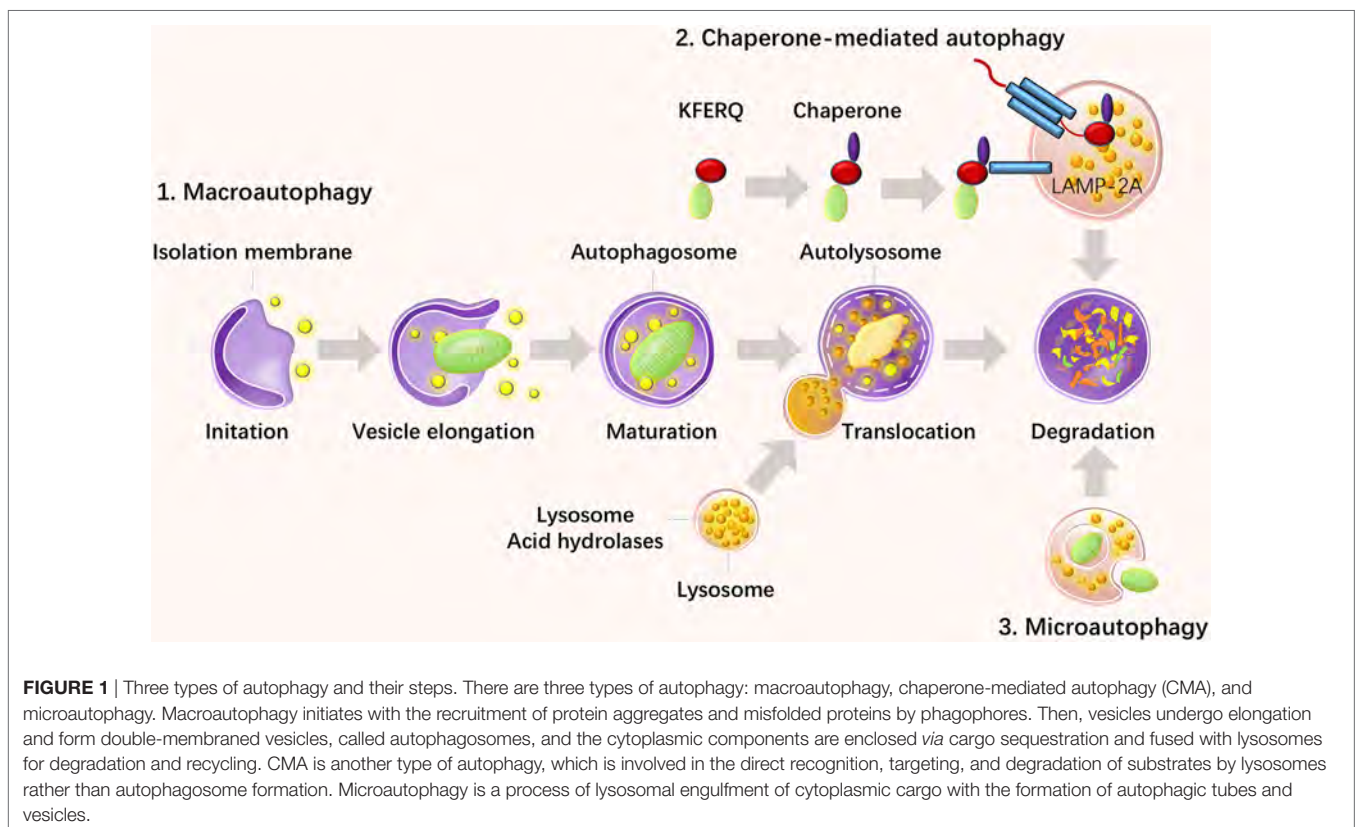 2. Chaperone-mediated autophagy
KFERQ
Chaperone
LAMP-2A
1. Macroautophagy
Isolation membrane
Autophagosome
Autolysosome
Initation
Vesicle elongation
Maturation
Translocation
Degradation
Lysosome
Acid hydrolases
Lysosome
3. Microautophagy
FIGURE 1 | Three types of autophagy and their steps. There are three types of autophagy: macroautophagy, chaperone-mediated autophagy (CMA), and
microautophagy. Macroautophagy initiates with the recruitment of protein aggregates and misfolded proteins by phagophores. Then, vesicles undergo elongation
and form double-membraned vesicles, called autophagosomes, and the cytoplasmic components are enclosed via cargo sequestration and fused with lysosomes
for degradation and recycling. CMA is another type of autophagy, which is involved in the direct recognition, targeting, and degradation of substrates by lysosomes
rather than autophagosome formation. Microautophagy is a process of lysosomal engulfment of cytoplasmic cargo with the formation of autophagic tubes and
vesicles.